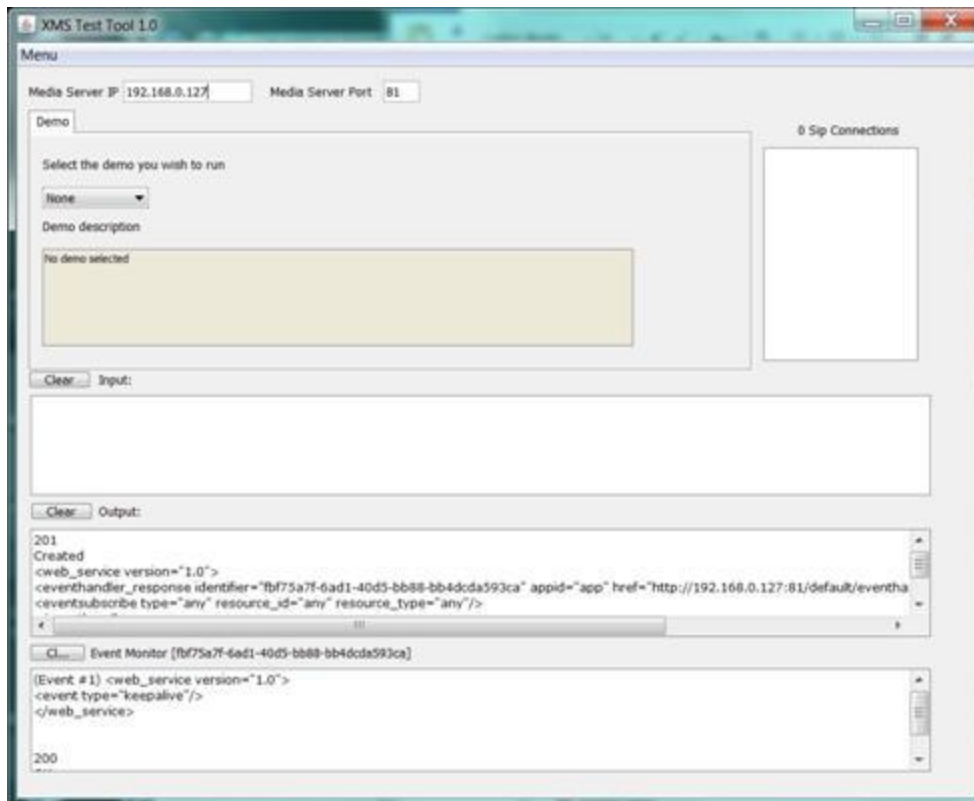 XMS Test Tool 1.0
Menu
Media Server IP 192.168.0.127 Media Server Port 81
Demo
0 Sip Connections
Select the demo you wish to run
None
Demo description
No demo selected
Clear Input:
Clear Output:
201
Created
<web_service version="1.0">
<eventhandler_response identifier="fbf75a7f-6ad1-40d5-bb88-bb4dcda593ca" appid="app" href="http://192.168.0.127:81/default/eventha
<eventsubscribe type="any" resource_id="any" resource_type="any"/>
Cl... Event Monitor [fbf75a7f-6ad1-40d5-bb88-bb4dcda593ca]
(Event #1) <web_service version="1.0">
<event type="keepalive"/>
</web_service>
200